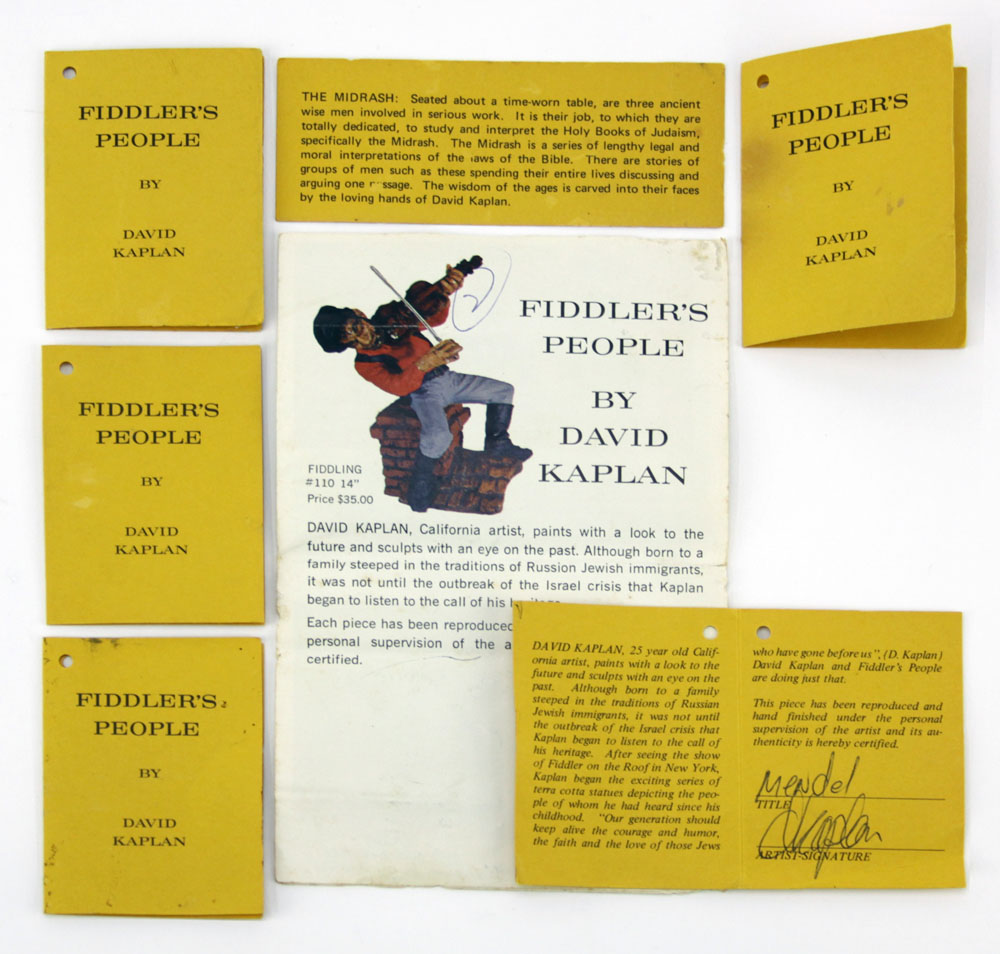 FIDDLER'S
PEOPLE
BY
DAVID
KAPLAN
THE MIDRASH: Seated about a time-worn table, are three ancient
wise men involved in serious work. It is their job, to which they are
totally dedicated, to study and interpret the Holy Books of Judaism,
specifically the Midrash. The Midrash is a series of lengthy legal and
moral interpretations of the aws of the Bible. There are stories of
groups of men such as these spending their entire lives discussing and
arguing one ssage. The wisdom of the ages is carved into their faces
by the loving hands of David Kaplan.
FIDDLER'S
PEOPLE
BY
DAVID
KAPLAN
FIDDLER'S
PEOPLE
BY
DAVID
KAPLAN
FIDDLING
#110 14"
Price $35.00
DAVID KAPLAN, California artist, paints with a look to the
future and sculpts with an eye on the past. Although born to a
family steeped in the traditions of Russion Jewish immigrants,
it was not until the outbreak of the Israel crisis that Kaplan
began to listen to the call of his
Each piece has been reproduced
personal supervision of the a
certified.
FIDDLER'S
PEOPLE
BY
DAVID
KAPLAN
FIDDLER'S
PEOPLE
BY
DAVID
KAPLAN
DAVID KAPLAN, 25 year old Calif-
ornia artist, paints with a look to the
future and sculpts with an eye on the
past. Although born to a family
steeped in the traditions of Russian
Jewish immigrants, it was not until
the outbreak of the Israel crisis that
Kaplan began to listen to the call of
his heritage. After seeing the show
of Fiddler on the Roof in New York,
Kaplan began the exciting series of
terra cotta statues depicting the peo-
ple of whom he had heard since his
childhood. "Our generation should
keep alive the courage and humor,
the faith and the love of those Jews
who have gone before us", (D. Kaplan)
David Kaplan and Fiddler's People
are doing just that.
This piece has been reproduced and
hand finished under the personal
supervision of the artist and its au-
thenticity is hereby certified.
Mendel
TITLE
D Kaplan
ARTIST SIGNATURE